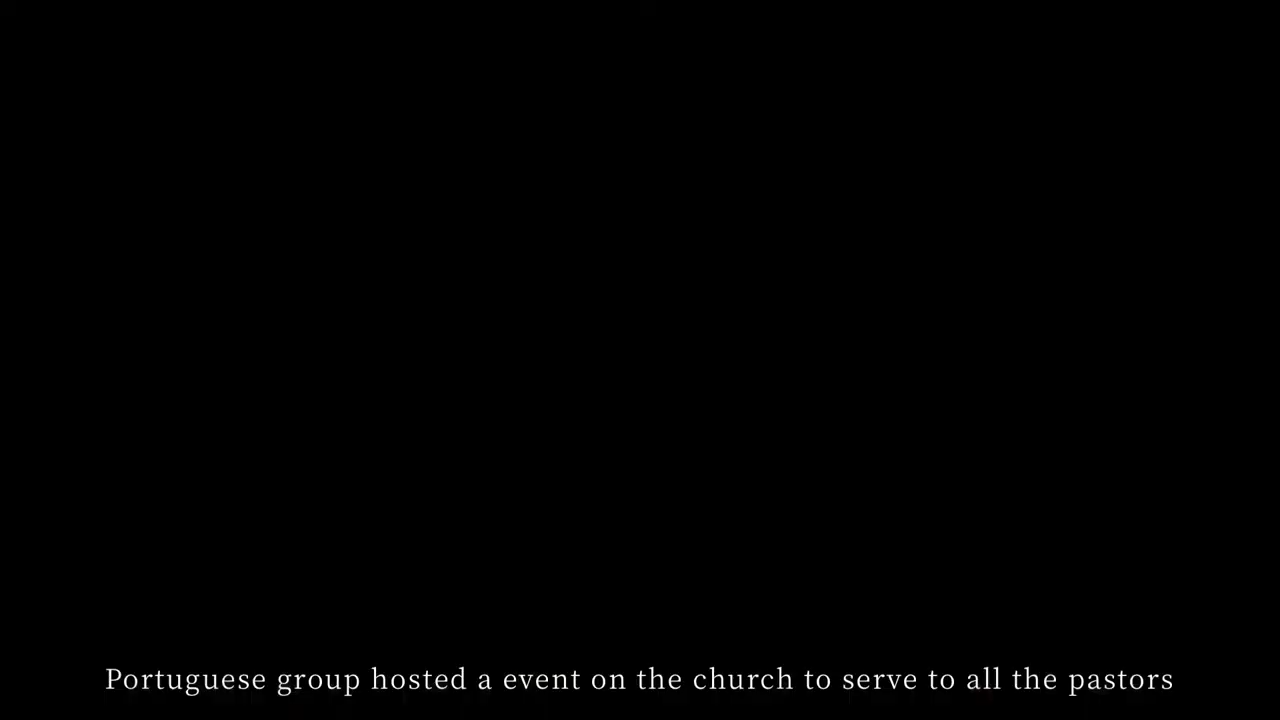 Portuguese group hosted a event on the church to serve to all the pastors